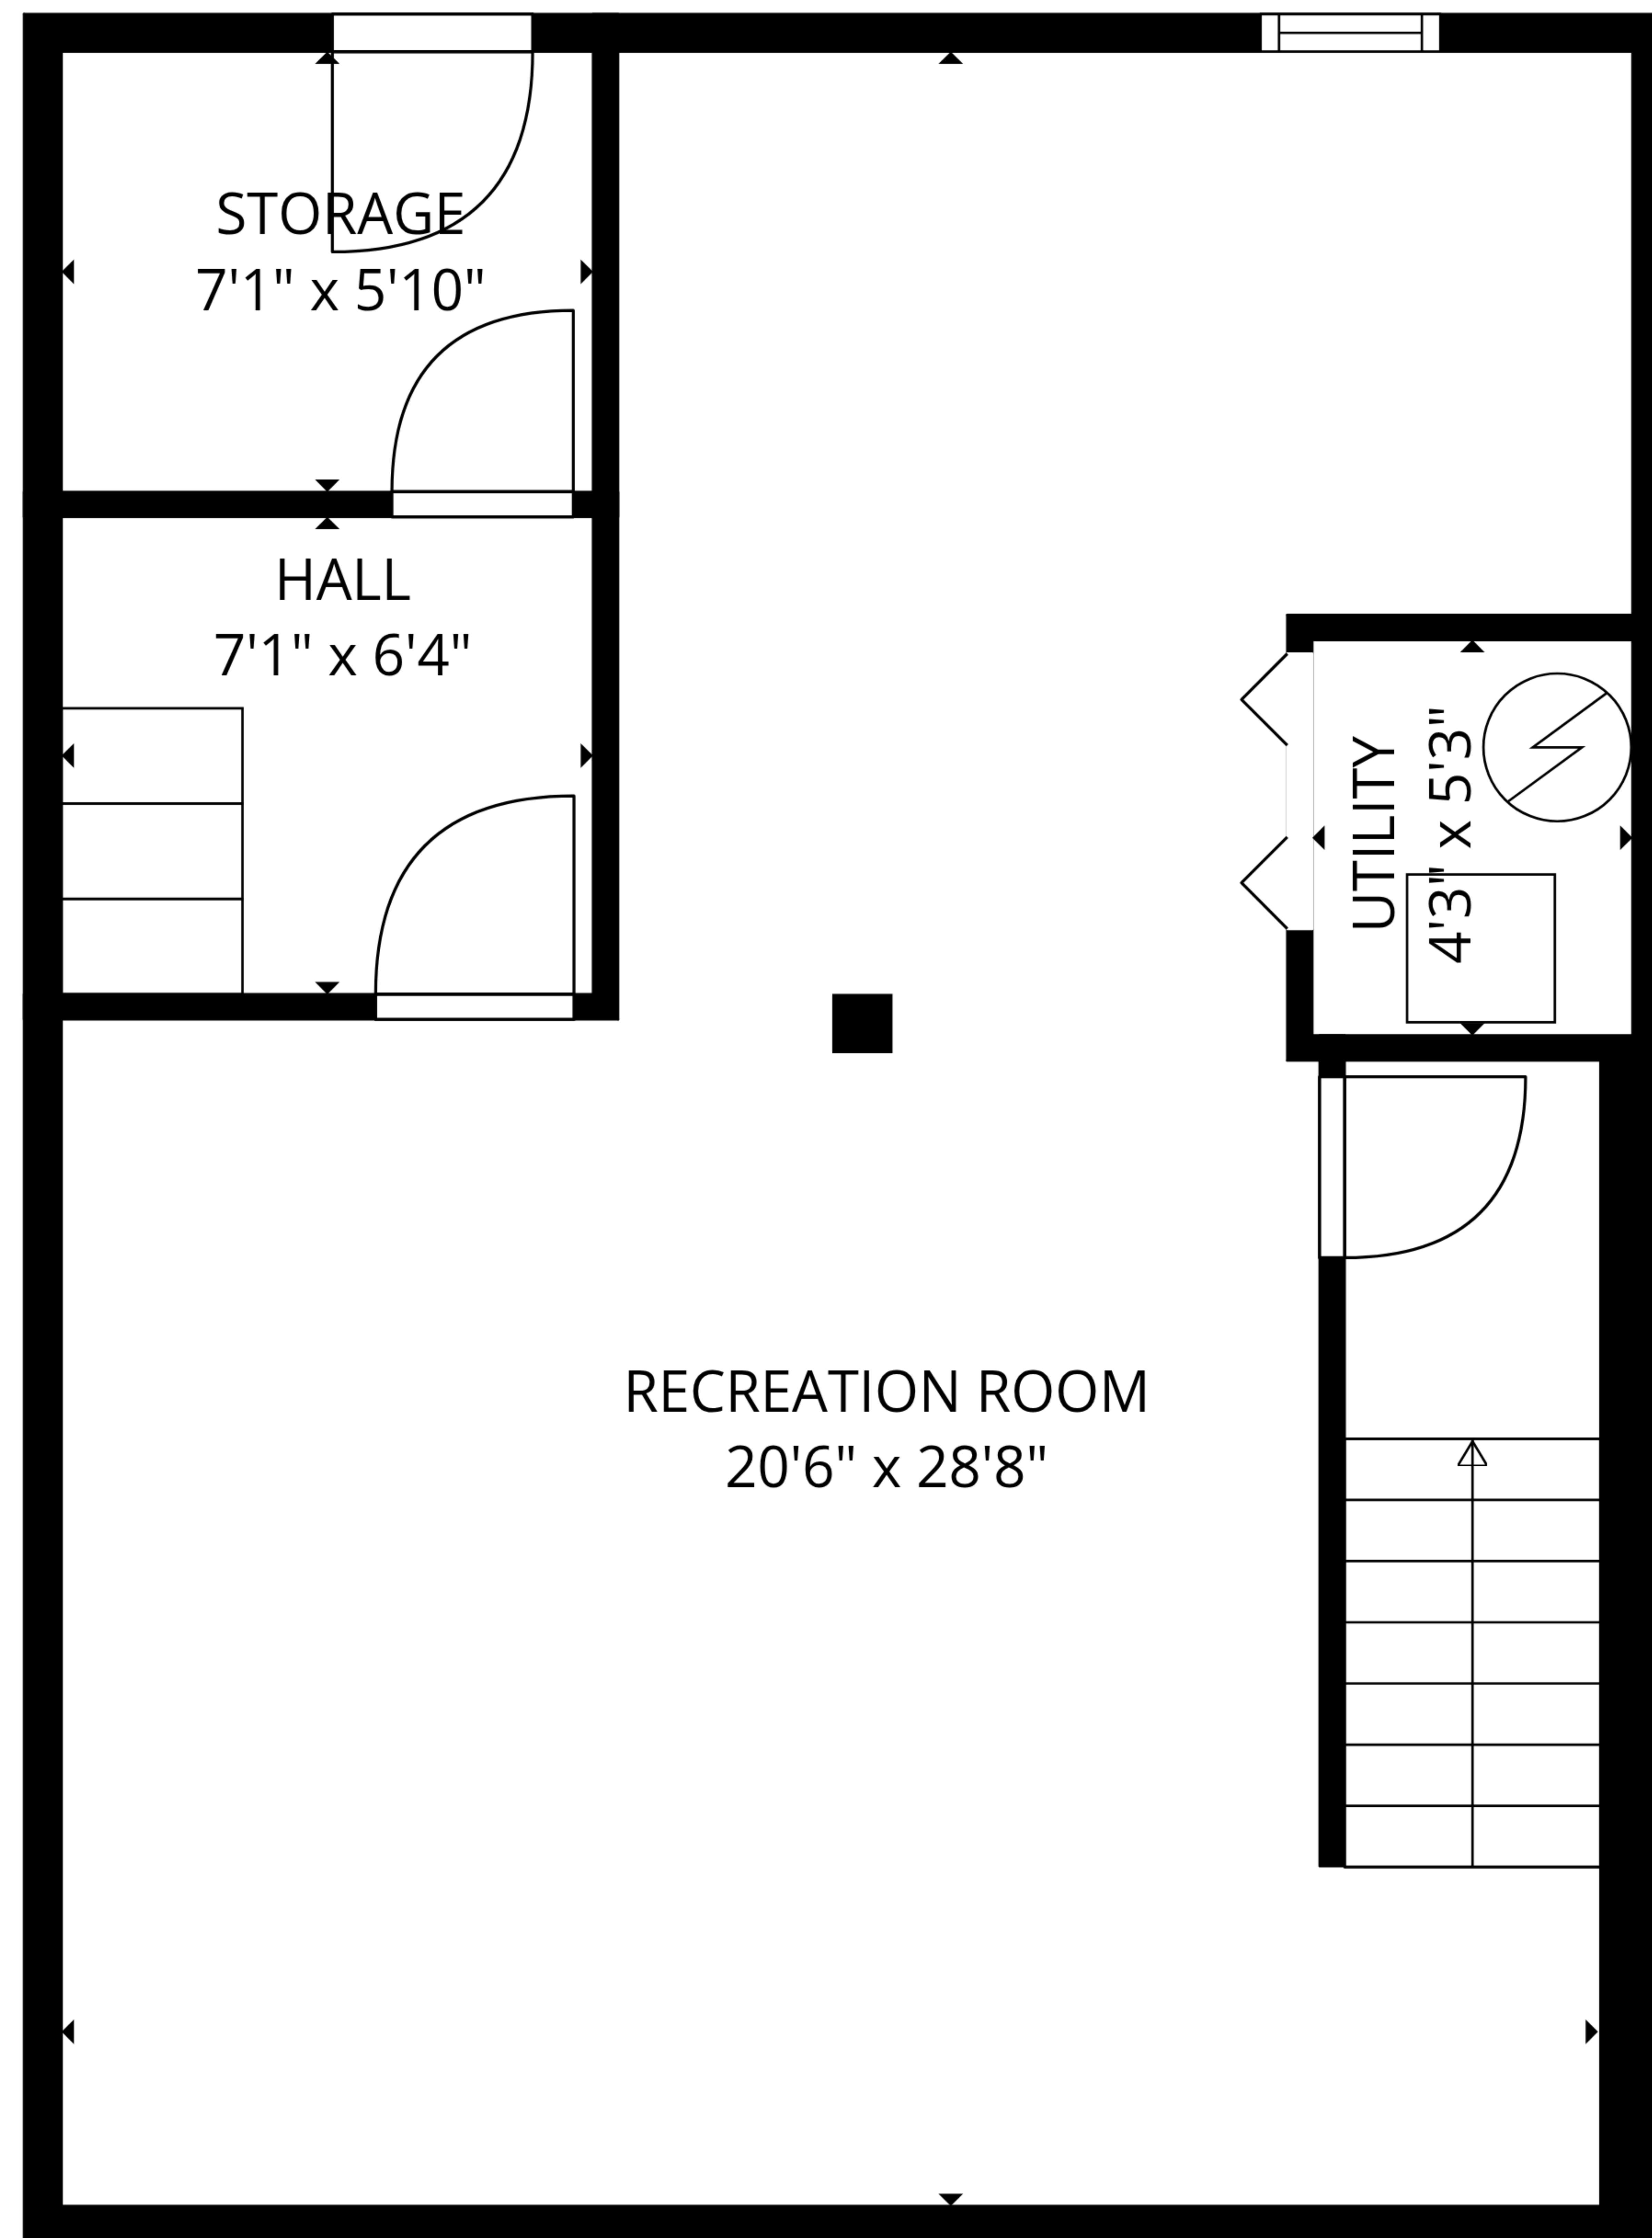 STORAGE
7'1" x 5'10"
HALL
7'1" x 6'4"
UTILITY
4'3" x 5'3"
RECREATION ROOM
20'6" x 28'8"